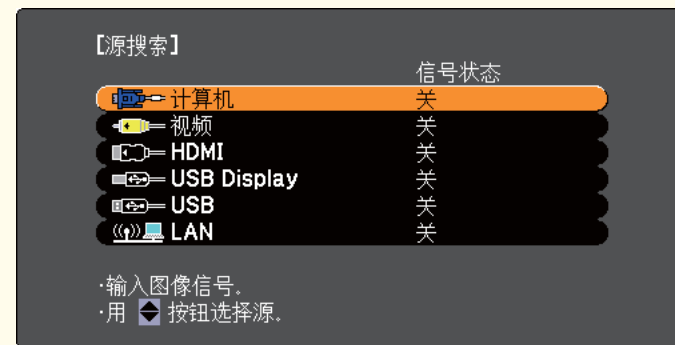 【源搜索】
信号状态
计算机 关
视频 关
HDMI 关
USB Display 关
USB 关
LAN 关
·输入图像信号。
·用 按钮选择源。